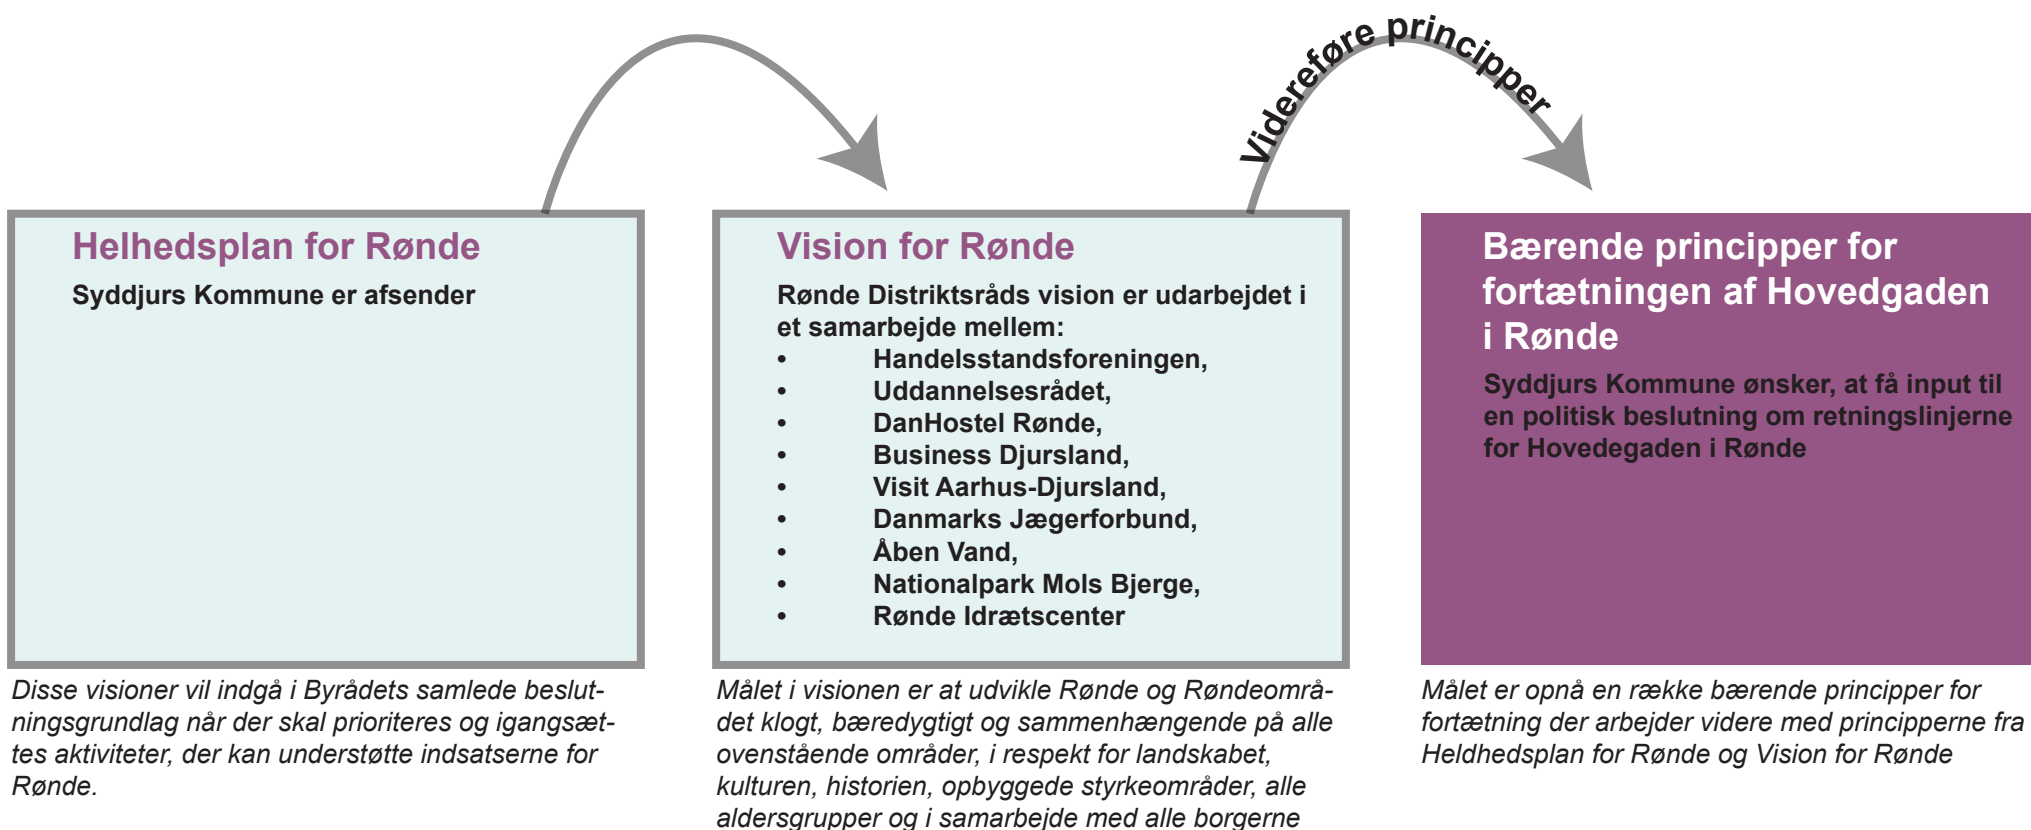 Videreføre principper
Helhedsplan for Rønde
Syddjurs Kommune er afsender
Disse visioner vil indgå i Byrådets samlede beslut-
ningsgrundlag når der skal prioriteres og igangsæt-
tes aktiviteter, der kan understøtte indsatserne for
Rønde.
Vision for Rønde
Rønde Distriktsråds vision er udarbejdet i
et samarbejde mellem:
• Handelsstandsforeningen,
• Uddannelsesrådet,
• DanHostel Rønde,
• Business Djursland,
• Visit Aarhus-Djursland,
• Danmarks Jægerforbund,
• Åben Vand,
• Nationalpark Mols Bjerge,
• Rønde Idrætscenter
Målet i visionen er at udvikle Rønde og Røndeområ-
det klogt, bæredygtigt og sammenhængende på alle
ovenstående områder, i respekt for landskabet,
kulturen, historien, opbyggede styrkeområder, alle
aldersgrupper og i samarbejde med alle borgerne
Bærende principper for
fortætningen af Hovedgaden
i Rønde
Syddjurs Kommune ønsker, at få input til
en politisk beslutning om retningslinjerne
for Hovedegaden i Rønde
Målet er opnå en række bærende principper for
fortætning der arbejder videre med principperne fra
Heldhedsplan for Rønde og Vision for Rønde